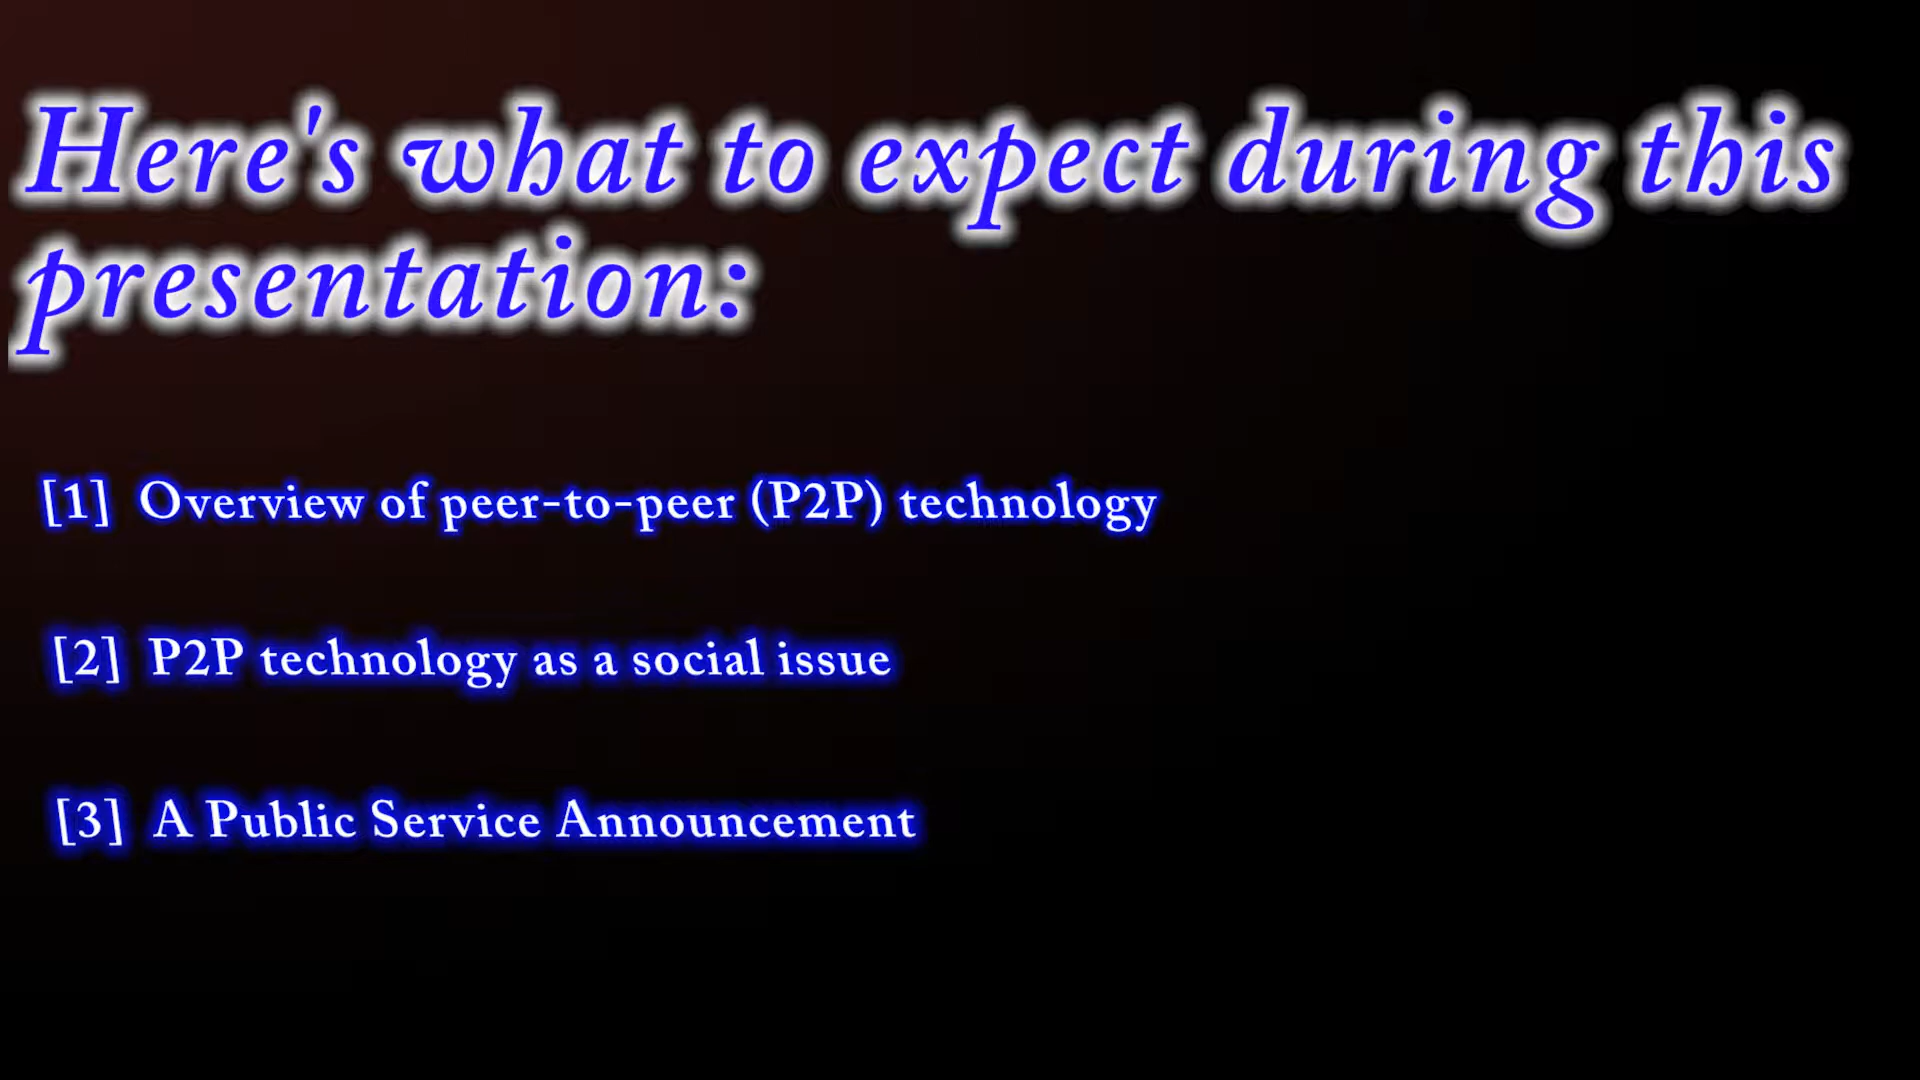 Here's what to expect during this
presentation:
[1] Overview of peer-to-peer (P2P) technology
[2] P2P technology as a social issue
[3] A Public Service Announcement